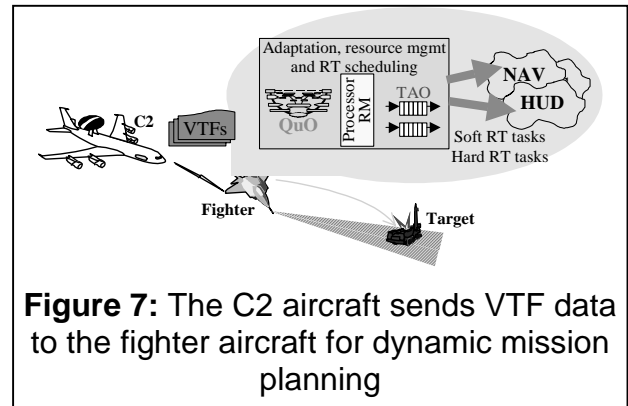 Adaptation, resource mgmt
and RT scheduling
C2
VTFs
QuO
Processor
RM
TAO
NAV
HUD
Soft RT tasks
Hard RT tasks
Fighter
Target
Figure 7: The C2 aircraft sends VTF data
to the fighter aircraft for dynamic mission
planning